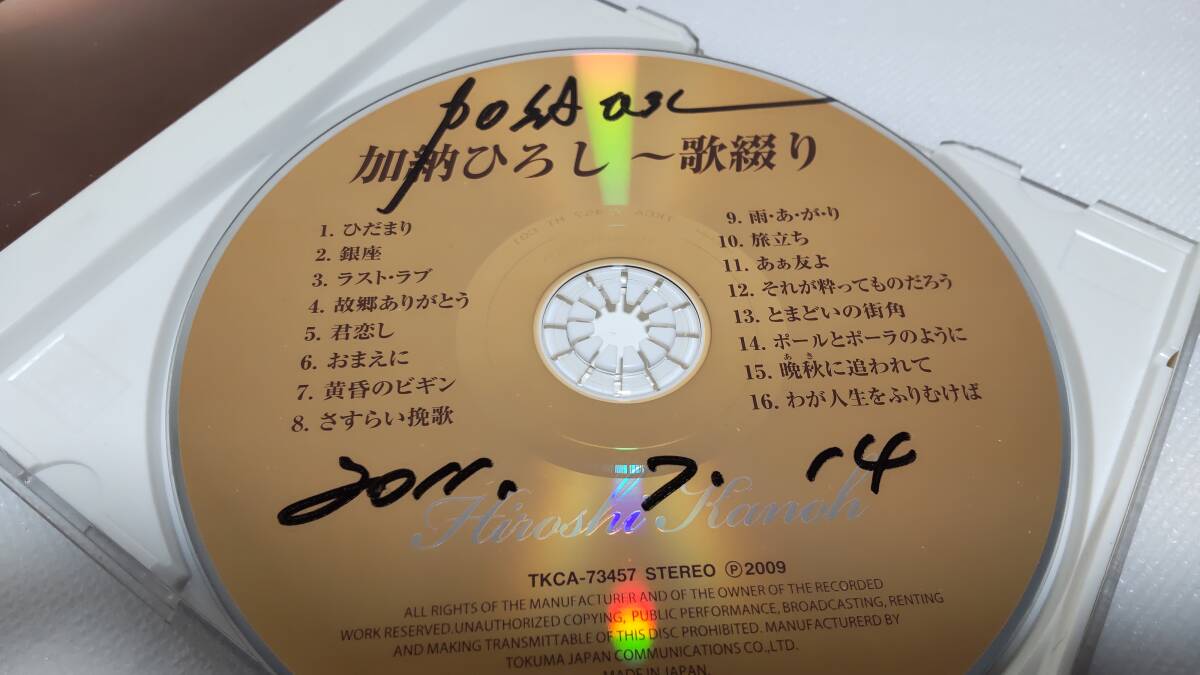 加納ひろし～歌綴り
1. ひだまり
2. 銀座
3. ラスト・ラブ
4. 故郷ありがとう
5. 君恋し
6. おまえに
7. 黄昏のビギン
8. さすらい挽歌
9. 雨・あ・が・り
10. 旅立ち
11. あぁ友よ
12. それが粋ってものだろう
13. とまどいの街角
14. ポールとポーラのように
15. 晩秋に追われて
あき
16. わが人生をふりむけば
2011. 7. 14
Hiroshi Kanoh
TKCA-73457 STEREO Ⓟ2009
ALL RIGHTS OF THE MANUFACTURER AND OF THE OWNER OF THE RECORDED
WORK RESERVED.UNAUTHORIZED COPYING, PUBLIC PERFORMANCE, BROADCASTING, RENTING
AND MAKING TRANSMITTABLE OF THIS DISC PROHIBITED. MANUFACTURERD BY
TOKUMA JAPAN COMMUNICATIONS CO.,LTD.
MADE IN JAPAN.